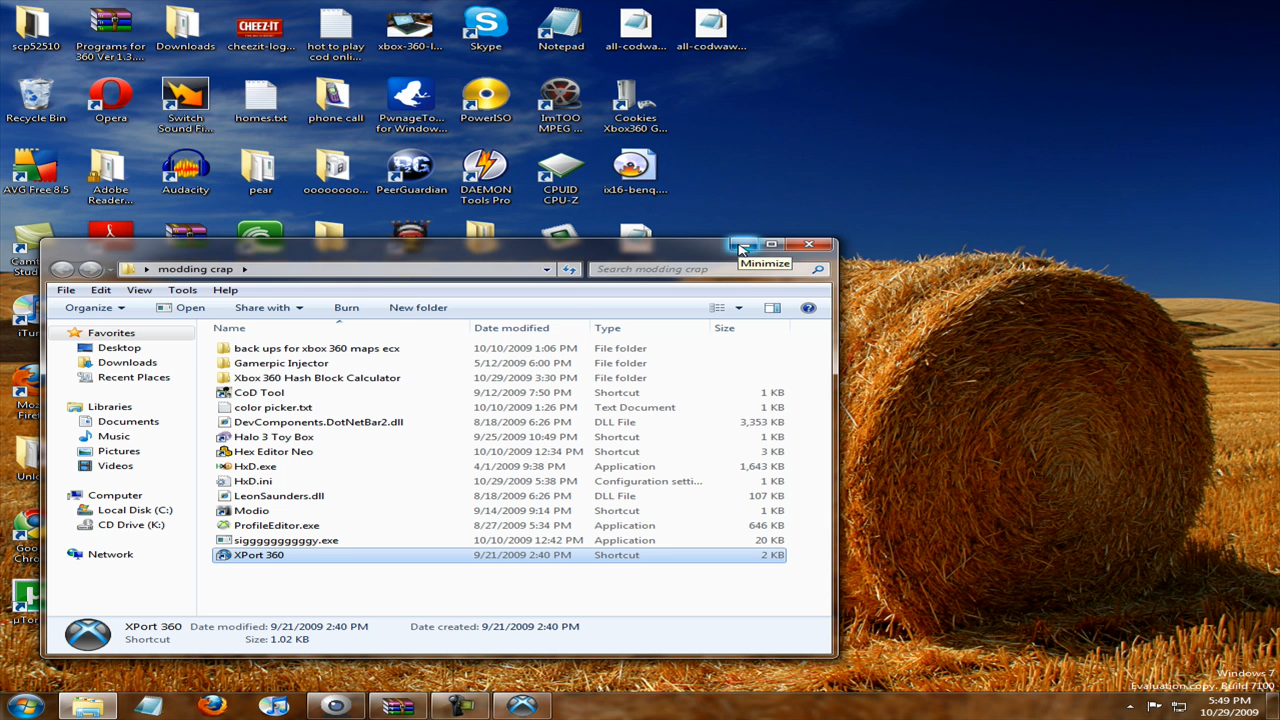 scp52510
Programs for
360 Ver 1.3....
Downloads
CHEEZ-IT
cheezit-log...
hot to play
cod onli...
xbox-360-l...
Skype
Notepad
all-codwa...
all-codwaw...
Recycle Bin
Opera
Switch
Sound Fi...
homes.txt
phone call
PwnageTo...
for Window...
PowerISO
ImTOO
MPEG ...
Cookies
Xbox360 G...
AVG Free 8.5
Adobe
Reader...
Audacity
pear
oooooooo...
PeerGuardian
DAEMON
Tools Pro
CPUID
CPU-Z
ix16-benq....
Camt
iTun
Moz
Firef
Unlo
Goo
Chro
µTor
modding crap
Search modding crap
Minimize
File Edit View Tools Help
Organize Open Share with Burn New folder
Name Date modified Type Size
Favorites
Desktop
Downloads
Recent Places
Libraries
Documents
Music
Pictures
Videos
Computer
Local Disk (C:)
CD Drive (K:)
Network
back ups for xbox 360 maps ecx 10/10/2009 1:06 PM File folder
Gamerpic Injector 5/12/2009 6:00 PM File folder
Xbox 360 Hash Block Calculator 10/29/2009 3:30 PM File folder
CoD Tool 9/12/2009 7:50 PM Shortcut 1 KB
color picker.txt 10/10/2009 1:26 PM Text Document 1 KB
DevComponents.DotNetBar2.dll 8/18/2009 6:26 PM DLL File 3,353 KB
Halo 3 Toy Box 9/25/2009 10:49 PM Shortcut 1 KB
Hex Editor Neo 10/10/2009 12:34 PM Shortcut 3 KB
HxD.exe 4/1/2009 9:38 PM Application 1,643 KB
HxD.ini 10/29/2009 5:38 PM Configuration setti... 1 KB
LeonSaunders.dll 8/18/2009 6:26 PM DLL File 107 KB
Modio 9/14/2009 9:14 PM Shortcut 1 KB
ProfileEditor.exe 8/27/2009 5:34 PM Application 646 KB
sigggggggggy.exe 10/10/2009 12:42 PM Application 20 KB
XPort 360 9/21/2009 2:40 PM Shortcut 2 KB
XPort 360 Date modified: 9/21/2009 2:40 PM Date created: 9/21/2009 2:40 PM
Shortcut Size: 1.02 KB
Windows 7
Evaluation copy. Build 7100
5:49 PM
10/29/2009